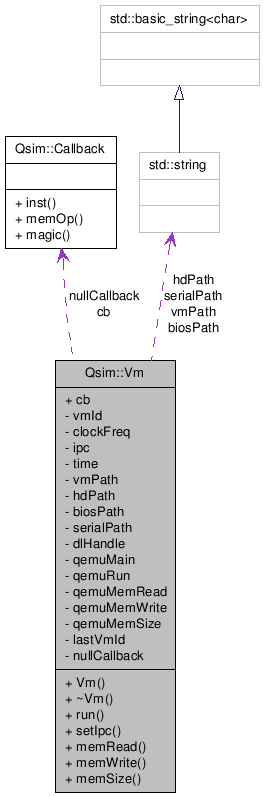 std::basic_string<char>
Qsim::Callback
+ inst()
+ memOp()
+ magic()
std::string
nullCallback
cb
hdPath
serialPath
vmPath
biosPath
Qsim::Vm
+ cb
- vmId
- clockFreq
- ipc
- time
- vmPath
- hdPath
- biosPath
- serialPath
- dlHandle
- qemuMain
- qemuRun
- qemuMemRead
- qemuMemWrite
- qemuMemSize
- lastVmId
- nullCallback
+ Vm()
+ ~Vm()
+ run()
+ setIpc()
+ memRead()
+ memWrite()
+ memSize()